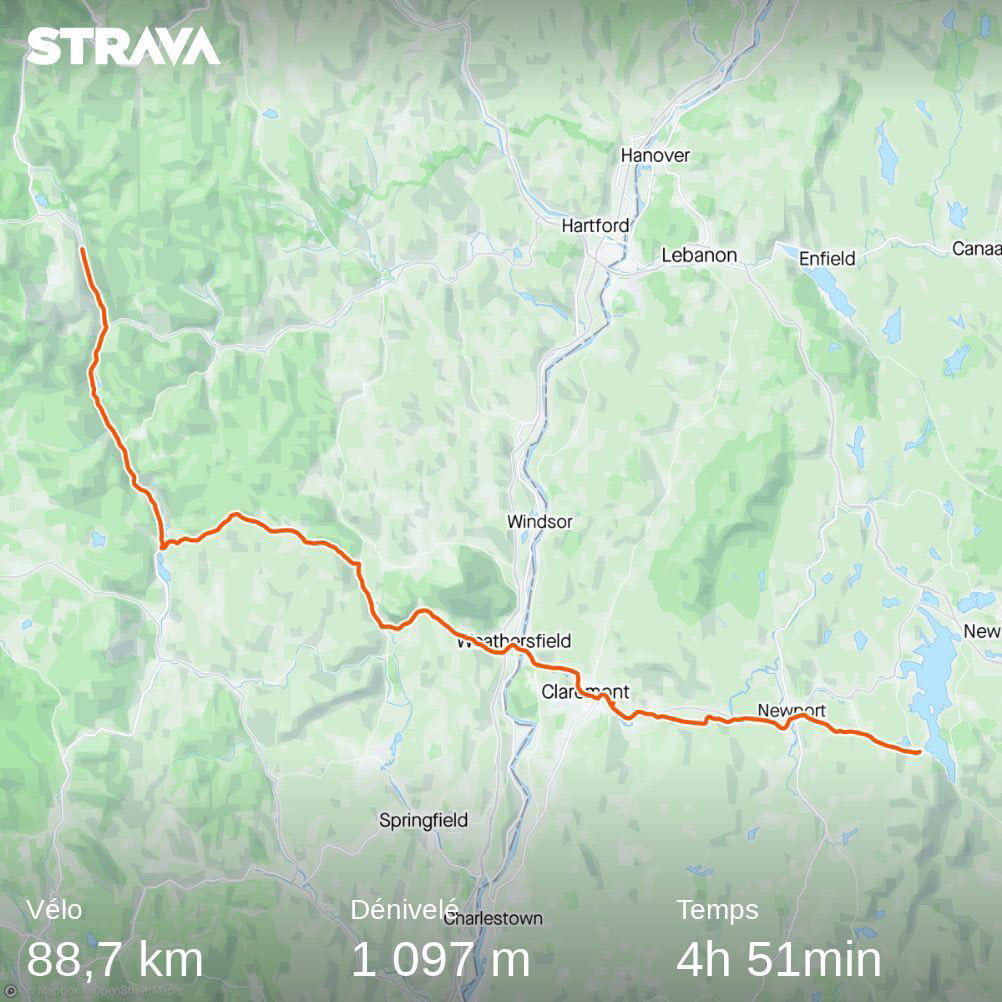 STRAVA
Hanover
Hartford
Lebanon
Enfield
Canaa
Windsor
New
Weathersfield
Claremont
Newport
Springfield
Vélo
Dénivelé
Temps
Charlestown
88,7 km
1 097 m
4h 51min
© Mapbox © OpenStreetMap